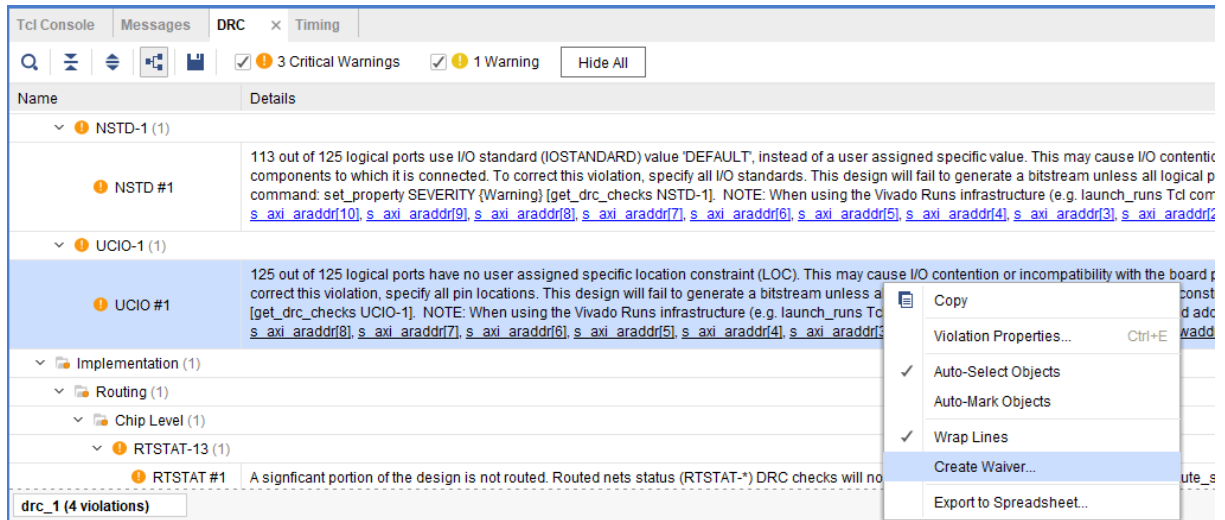 Tcl Console Messages DRC × Timing
3 Critical Warnings 1 Warning Hide All
Name Details
NSTD-1 (1)
113 out of 125 logical ports use I/O standard (IOSTANDARD) value 'DEFAULT', instead of a user assigned specific value. This may cause I/O contentic
NSTD #1 components to which it is connected. To correct this violation, specify all I/O standards. This design will fail to generate a bitstream unless all logical p
command: set_property SEVERITY {Warning} [get_drc_checks NSTD-1]. NOTE: When using the Vivado Runs infrastructure (e.g. launch_runs Tcl com
s_axi_araddr[10], s_axi_araddr[9], s_axi_araddr[8], s_axi_araddr[7], s_axi_araddr[6], s_axi_araddr[5], s_axi_araddr[4], s_axi_araddr[3], s_axi_araddr[2
UCIO-1 (1)
125 out of 125 logical ports have no user assigned specific location constraint (LOC). This may cause I/O contention or incompatibility with the board p
UCIO #1 correct this violation, specify all pin locations. This design will fail to generate a bitstream unless a const
[get_drc_checks UCIO-1]. NOTE: When using the Vivado Runs infrastructure (e.g. launch_runs Tc d add
s_axi_araddr[8], s_axi_araddr[7], s_axi_araddr[6], s_axi_araddr[5], s_axi_araddr[4], s_axi_araddr[3 waddr
Copy
Violation Properties... Ctrl+E
Auto-Select Objects
Auto-Mark Objects
Wrap Lines
Create Waiver...
Export to Spreadsheet...
Implementation (1)
Routing (1)
Chip Level (1)
RTSTAT-13 (1)
RTSTAT #1 A signficant portion of the design is not routed. Routed nets status (RTSTAT-*) DRC checks will no ute_s
drc_1 (4 violations)